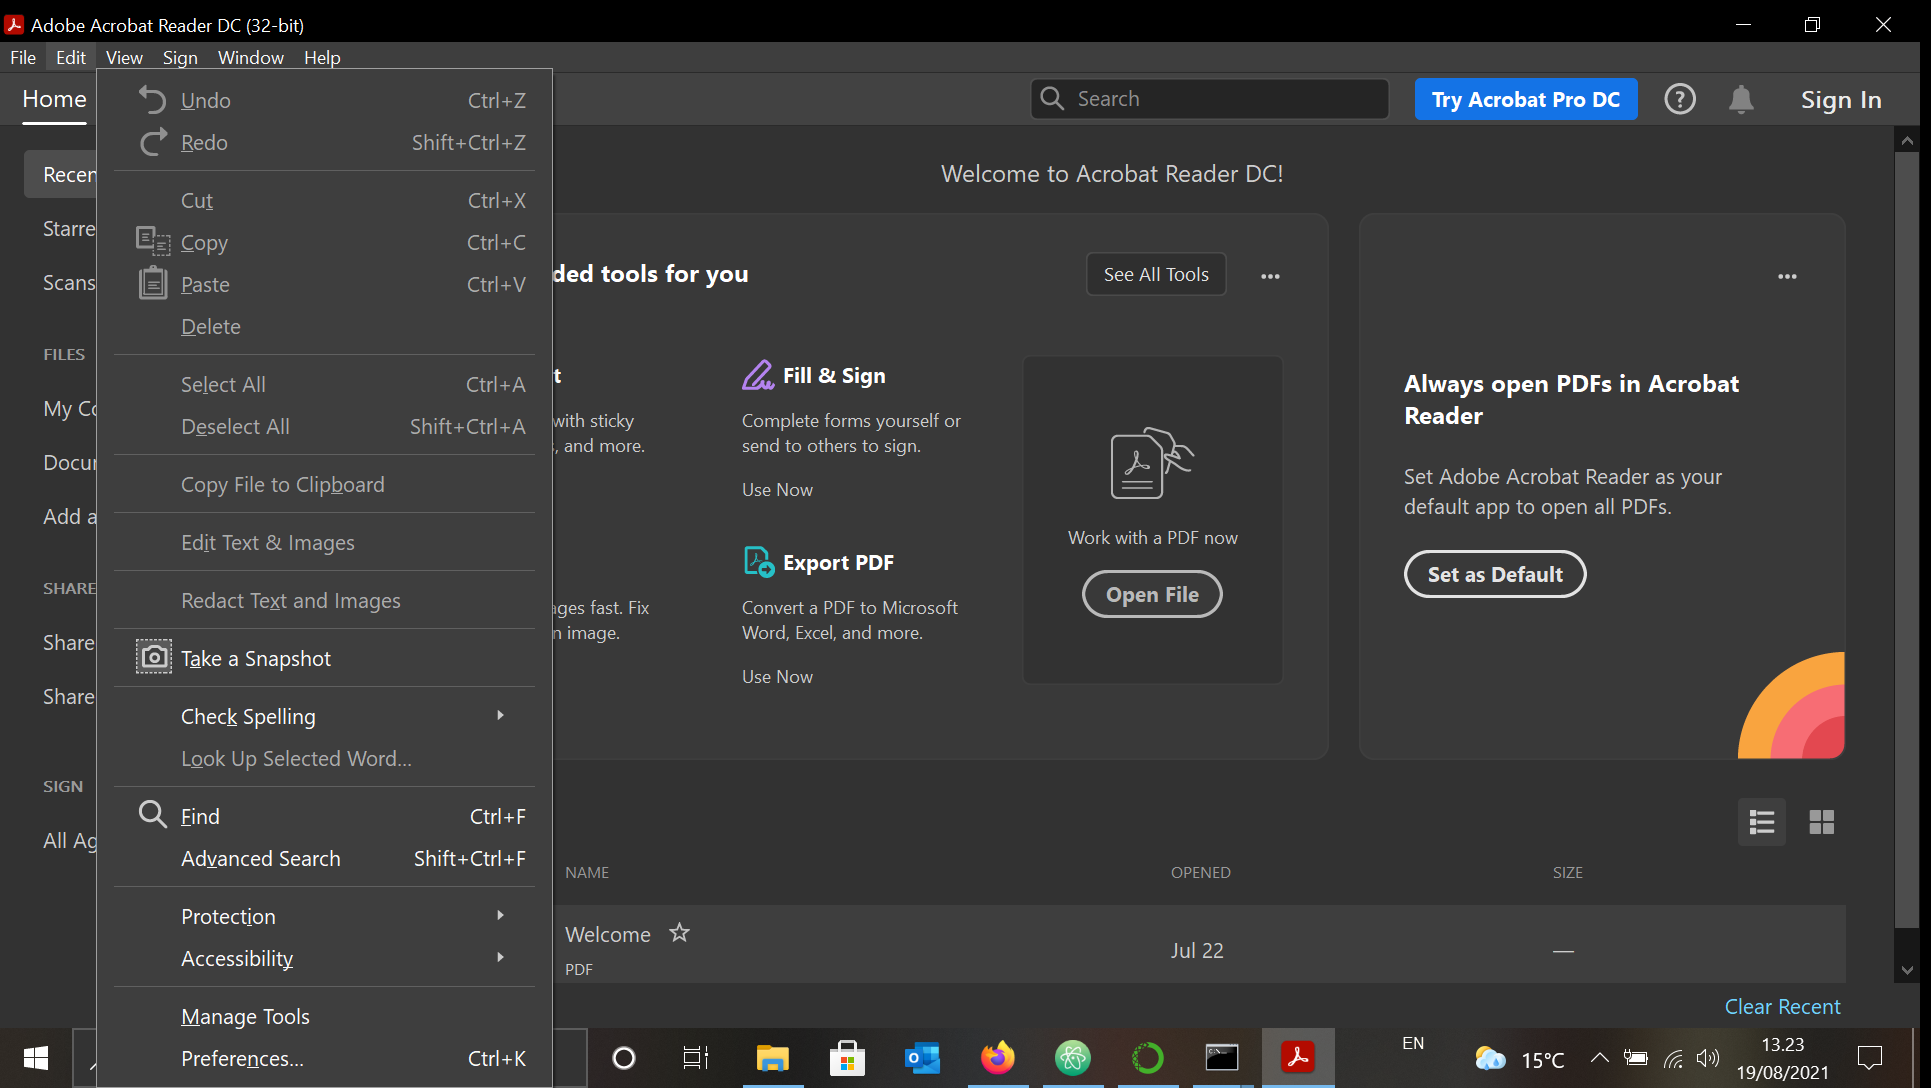 Adobe Acrobat Reader DC (32-bit)
File Edit View Sign Window Help
Home
Search
Try Acrobat Pro DC
Sign In
Undo Ctrl+Z
Redo Shift+Ctrl+Z
Cut Ctrl+X
Copy Ctrl+C
Paste Ctrl+V
Delete
Select All Ctrl+A
Deselect All Shift+Ctrl+A
Copy File to Clipboard
Edit Text & Images
Redact Text and Images
Take a Snapshot
Check Spelling
Look Up Selected Word...
Find Ctrl+F
Advanced Search Shift+Ctrl+F
Protection
Accessibility
Manage Tools
Preferences... Ctrl+K
Recen
Starre
Scans
FILES
My Co
Docur
Add a
SHARE
Share
Share
SIGN
All Ag
Welcome to Acrobat Reader DC!
ded tools for you
See All Tools
t
with sticky
, and more.
Fill & Sign
Complete forms yourself or
send to others to sign.
Use Now
ages fast. Fix
n image.
Export PDF
Convert a PDF to Microsoft
Word, Excel, and more.
Use Now
Work with a PDF now
Open File
Always open PDFs in Acrobat
Reader
Set Adobe Acrobat Reader as your
default app to open all PDFs.
Set as Default
NAME OPENED SIZE
Welcome
PDF
Jul 22 —
Clear Recent
EN
15°C
13.23
19/08/2021